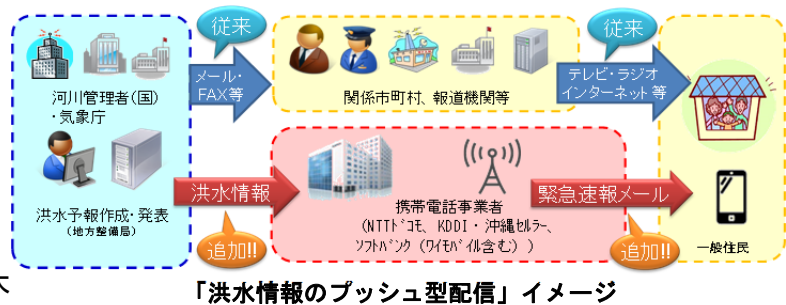 従来
メール・
FAX等
河川管理者(国)
・気象庁
関係市町村、報道機関等
従来
テレビ・ラジオ
インターネット等
洪水予報作成・発表
(地方整備局)
洪水情報
追加!!
携帯電話事業者
(NTTドコモ、KDDI・沖縄セルラー、
ソフトバンク(ワイモバイル含む))
緊急速報メール
追加!!
一般住民
「洪水情報のプッシュ型配信」イメージ